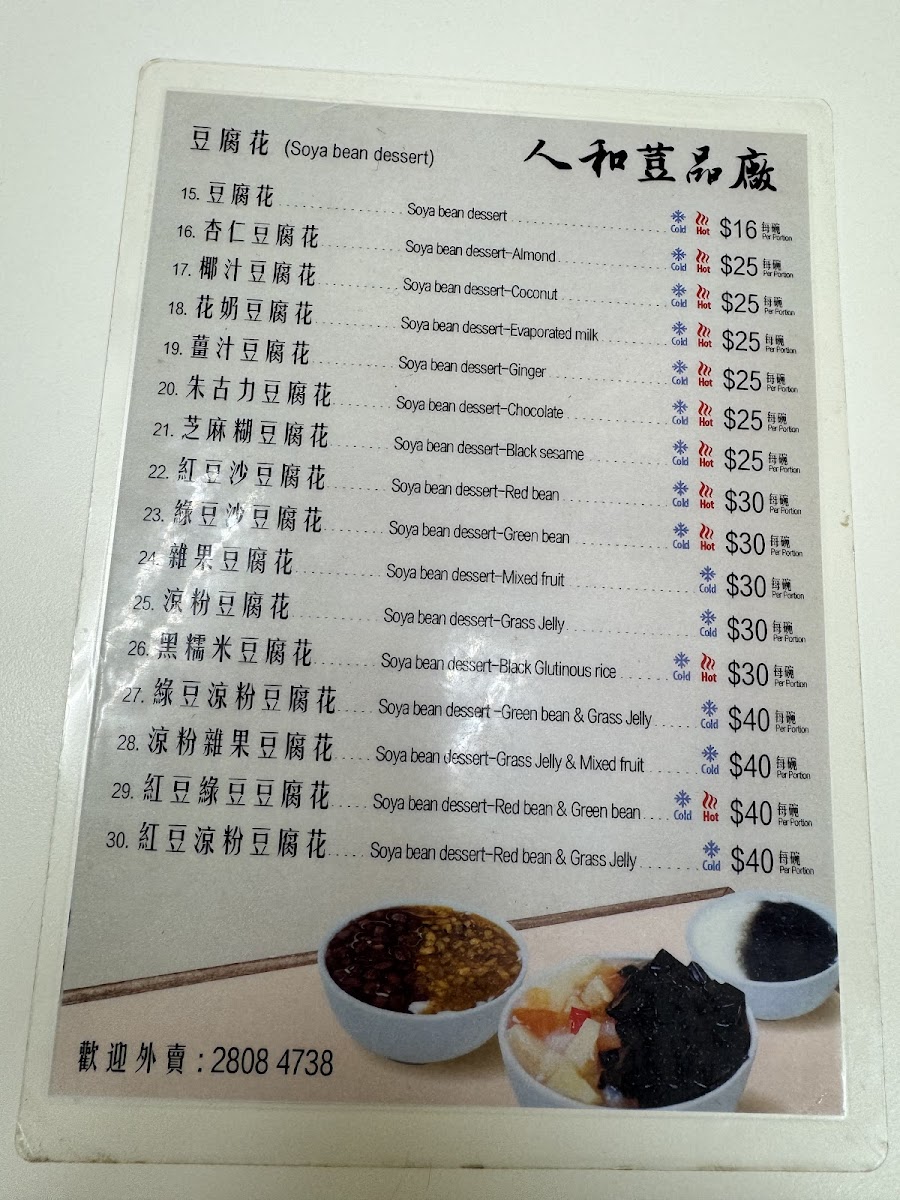 豆腐花 (Soya bean dessert)
人和荳品廠
15. 豆腐花 Soya bean dessert Cold Hot $16 每碗 Per Portion
16. 杏仁豆腐花 Soya bean dessert-Almond Cold Hot $25 每碗 Per Portion
17. 椰汁豆腐花 Soya bean dessert-Coconut Cold Hot $25 每碗 Per Portion
18. 花奶豆腐花 Soya bean dessert-Evaporated milk Cold Hot $25 每碗 Per Portion
19. 薑汁豆腐花 Soya bean dessert-Ginger Cold Hot $25 每碗 Per Portion
20. 朱古力豆腐花 Soya bean dessert-Chocolate Cold Hot $25 每碗 Per Portion
21. 芝麻糊豆腐花 Soya bean dessert-Black sesame Cold Hot $25 每碗 Per Portion
22. 紅豆沙豆腐花 Soya bean dessert-Red bean Cold Hot $30 每碗 Per Portion
23. 綠豆沙豆腐花 Soya bean dessert-Green bean Cold Hot $30 每碗 Per Portion
24. 雜果豆腐花 Soya bean dessert-Mixed fruit Cold $30 每碗 Per Portion
25. 涼粉豆腐花 Soya bean dessert-Grass Jelly Cold $30 每碗 Per Portion
26. 黑糯米豆腐花 Soya bean dessert-Black Glutinous rice Cold Hot $30 每碗 Per Portion
27. 綠豆涼粉豆腐花 Soya bean dessert-Green bean & Grass Jelly Cold $40 每碗 Per Portion
28. 涼粉雜果豆腐花 Soya bean dessert-Grass Jelly & Mixed fruit Cold $40 每碗 Per Portion
29. 紅豆綠豆豆腐花 Soya bean dessert-Red bean & Green bean Cold Hot $40 每碗 Per Portion
30. 紅豆涼粉豆腐花 Soya bean dessert-Red bean & Grass Jelly Cold $40 每碗 Per Portion
歡迎外賣:2808 4738